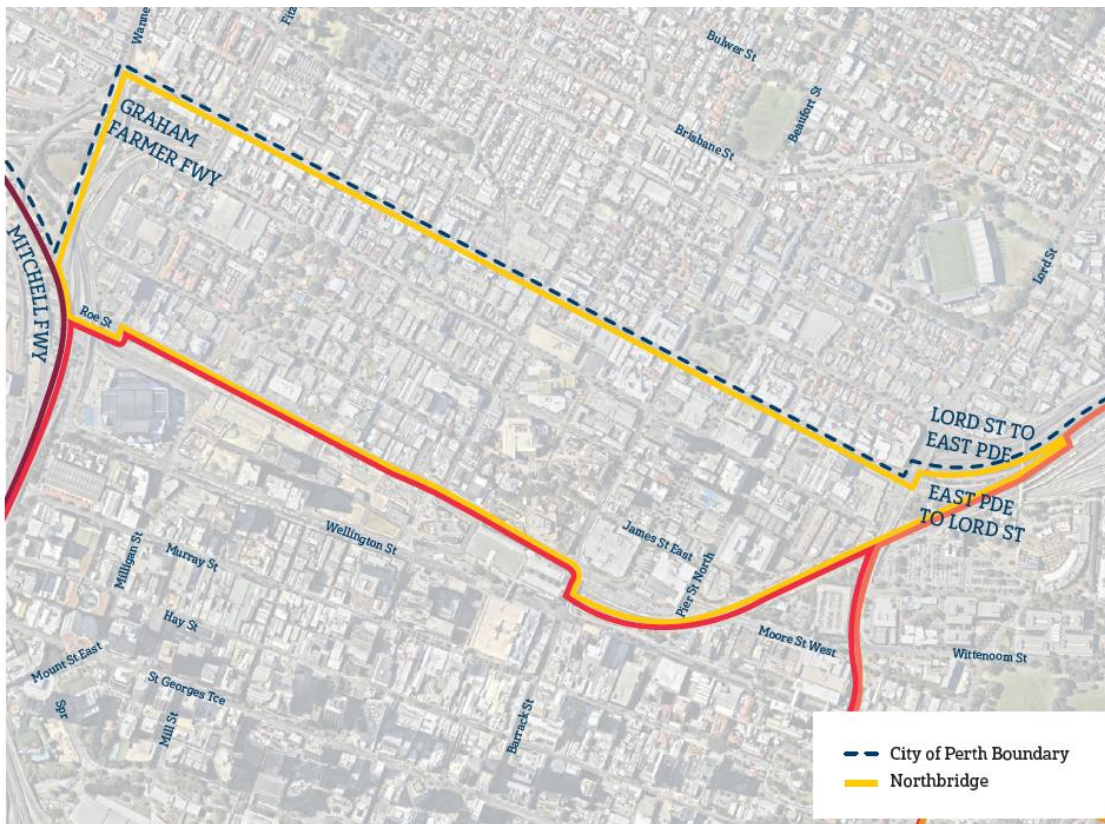 Wanne
Fitz
Bulwer St
Beaufort St
Brisbane St
GRAHAM
FARMER FWY
Lord St
MITCHELL FWY
Roe St
LORD ST TO
EAST PDE
EAST PDE
TO LORD ST
James St East
Pier St North
Wellington St
Milligan St
Murray St
Hay St
Moore St West
Wittenoom St
Mount St East
St Georges Tce
Spr
Mill St
Barrack St
City of Perth Boundary
Northbridge